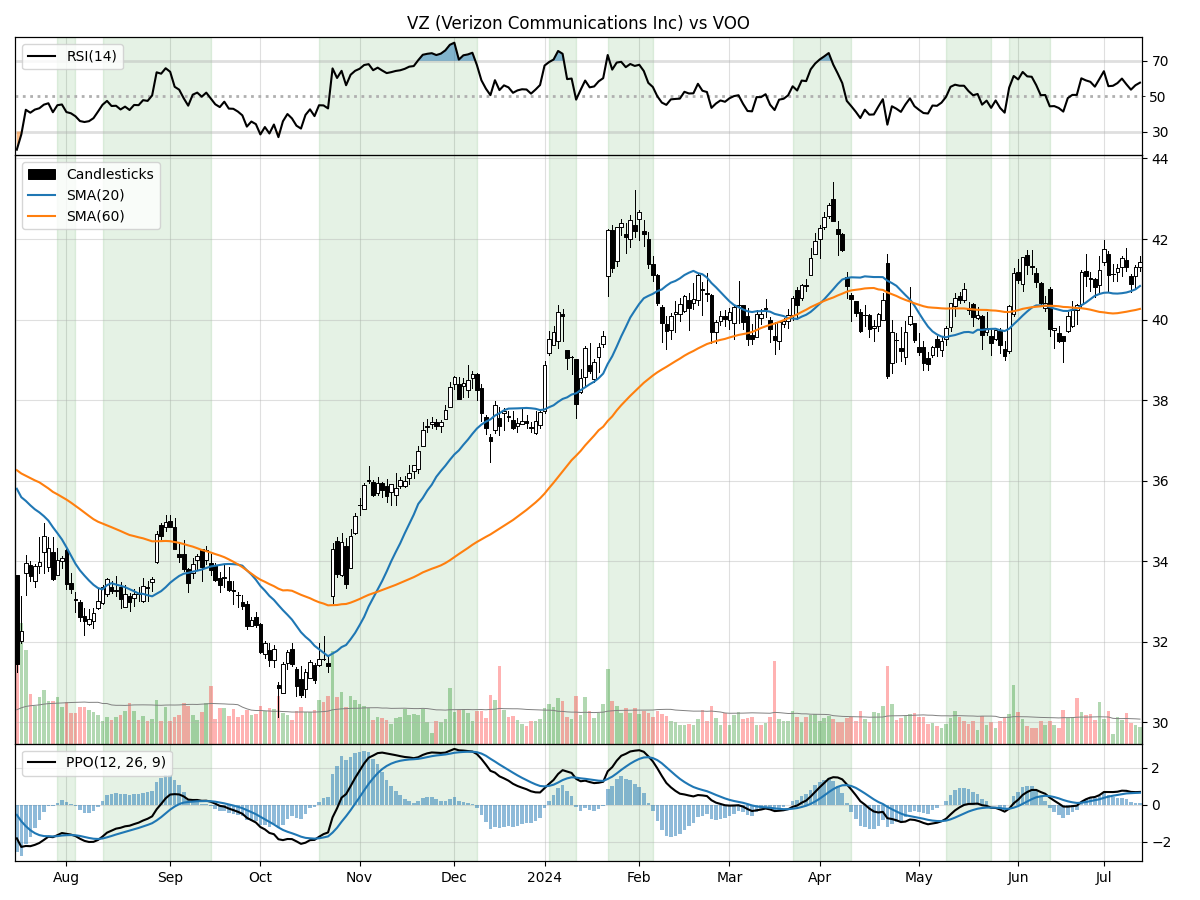 VZ (Verizon Communications Inc) vs VOO
RSI(14)
70
50
30
Candlesticks
SMA(20)
SMA(60)
44
42
40
38
36
34
32
30
PPO(12, 26, 9)
2
0
−2
Aug Sep Oct Nov Dec 2024 Feb Mar Apr May Jun Jul